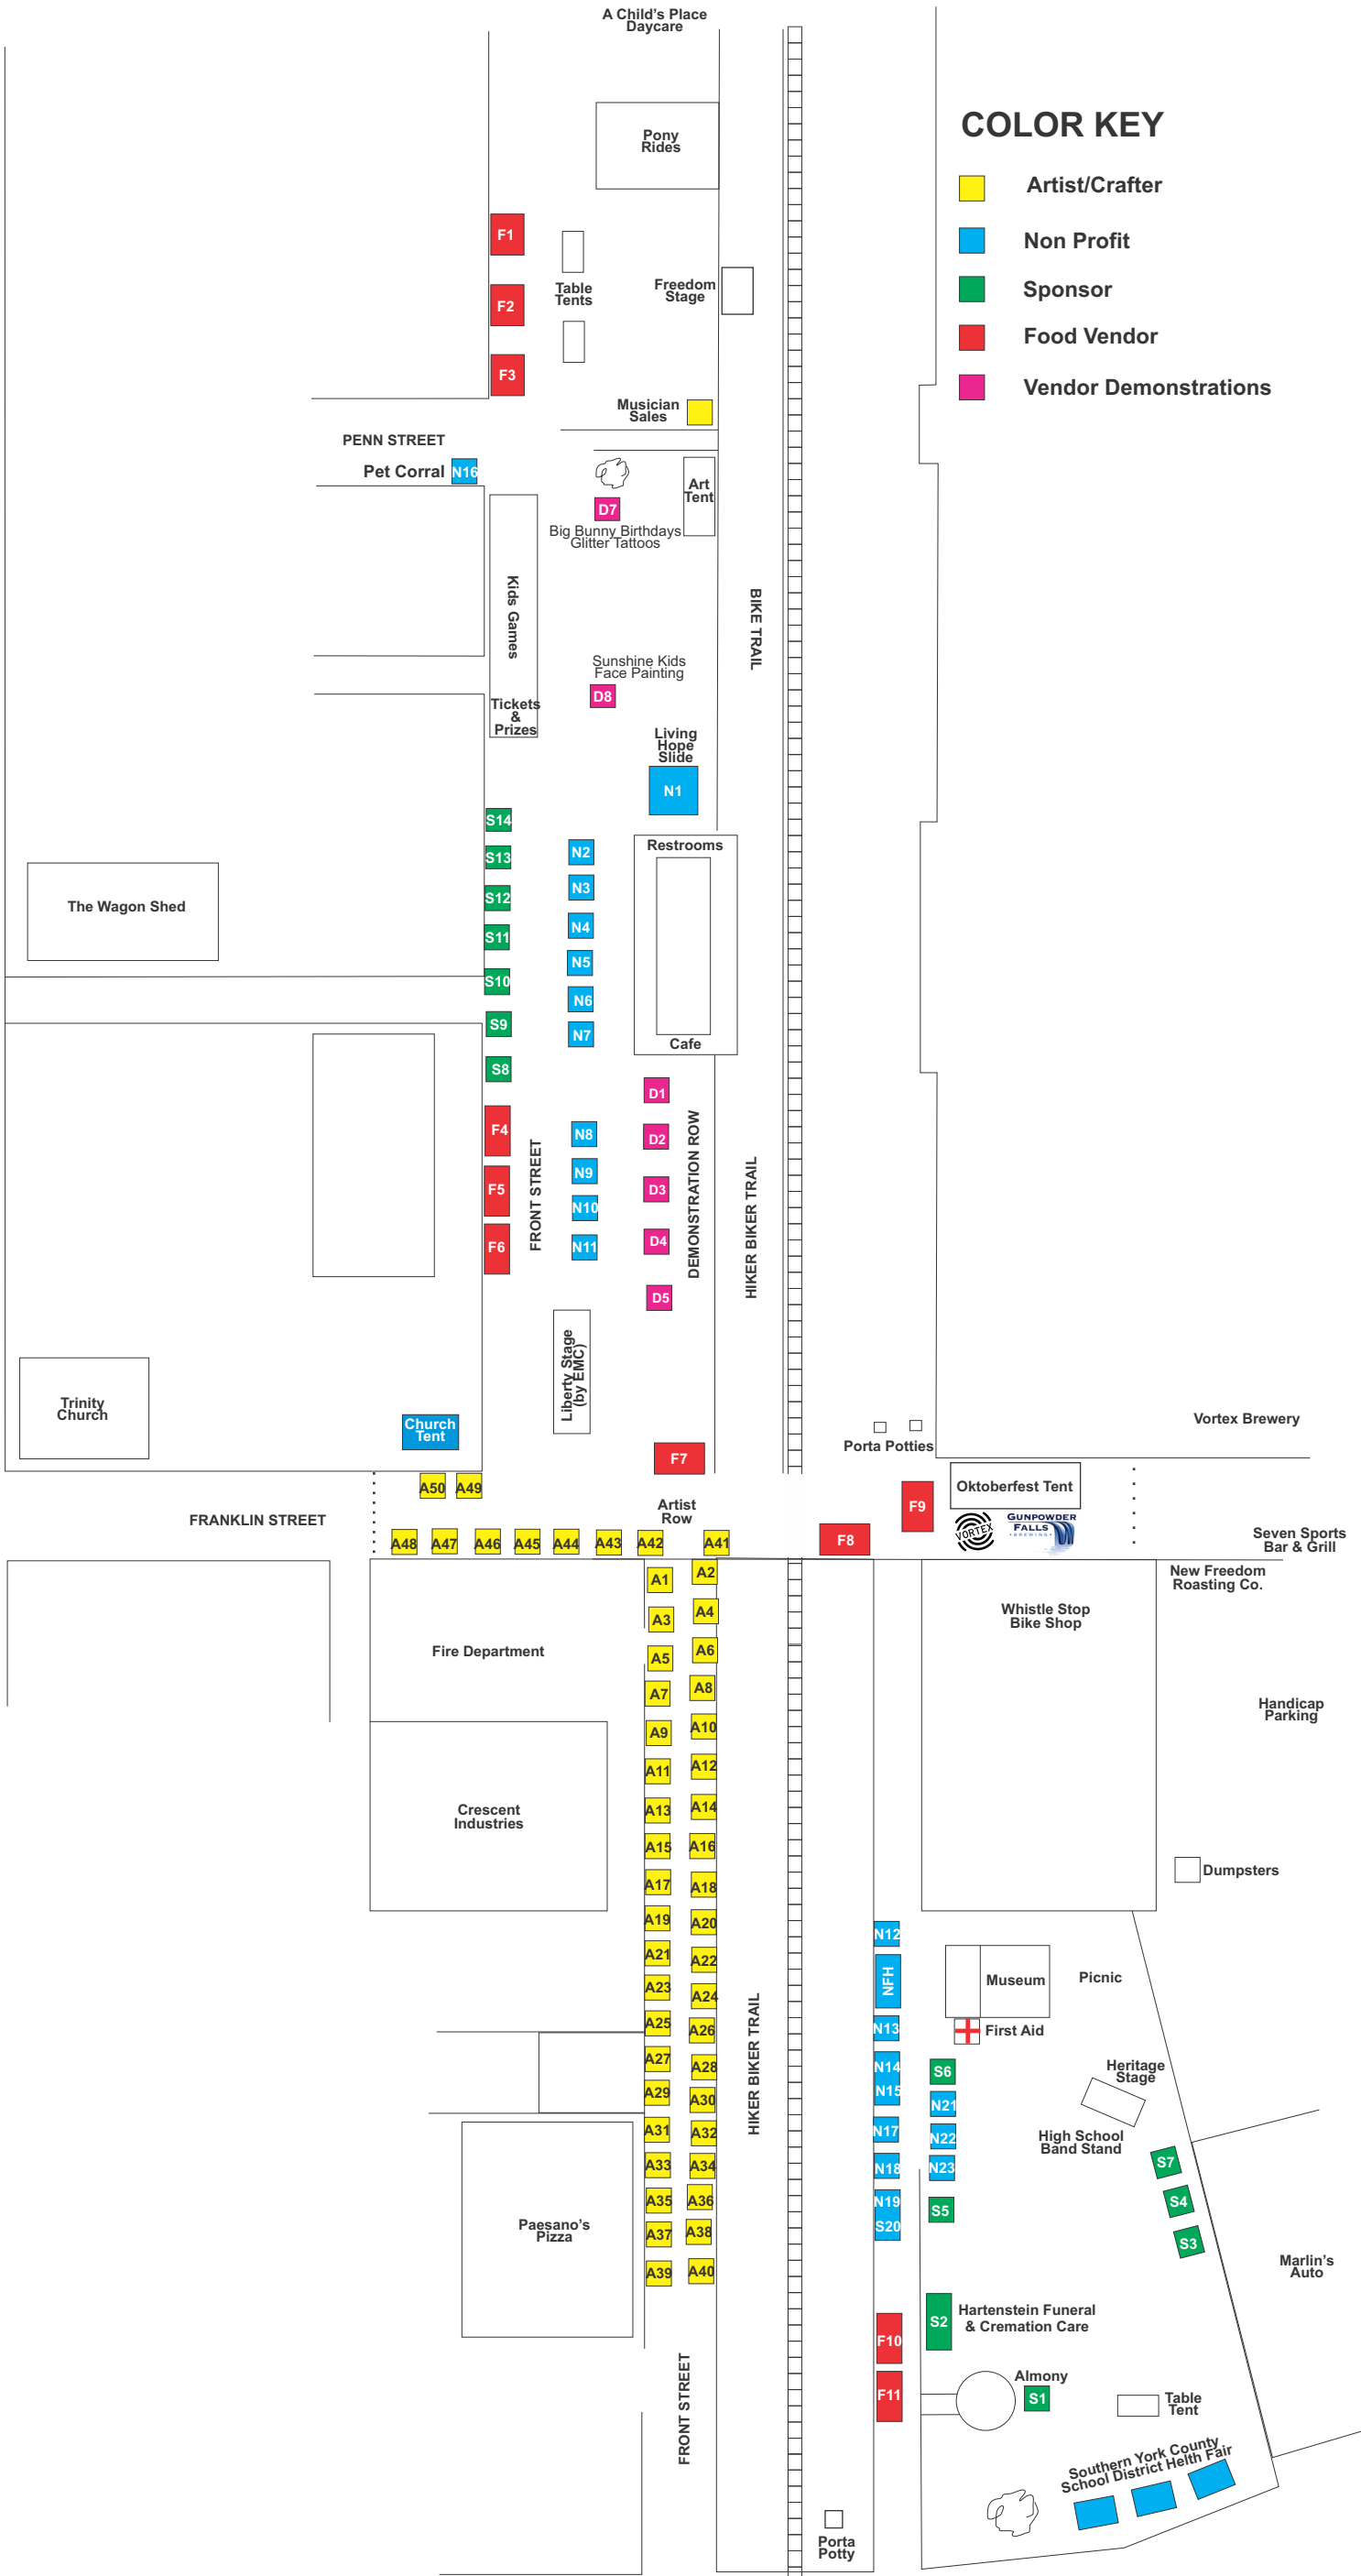 A Child's Place
Daycare
COLOR KEY
Artist/Crafter
Non Profit
Sponsor
Food Vendor
Vendor Demonstrations
Pony
Rides
F1
F2
F3
Table
Tents
Freedom
Stage
Musician
Sales
PENN STREET
Pet Corral
N16
Art
Tent
D7
Big Bunny Birthdays
Glitter Tattoos
Kids Games
BIKE TRAIL
Sunshine Kids
Face Painting
D8
Tickets
&
Prizes
Living
Hope
Slide
N1
S14
S13
S12
S11
S10
S9
S8
N2
N3
N4
N5
N6
N7
Restrooms
Cafe
The Wagon Shed
F4
F5
F6
FRONT STREET
N8
N9
N10
N11
D1
D2
D3
D4
D5
DEMONSTRATION ROW
HIKER BIKER TRAIL
Liberty Stage
(by EMC)
Trinity
Church
Church
Tent
F7
Porta Potties
Vortex Brewery
A50
A49
FRANKLIN STREET
Artist
Row
F9
Oktoberfest Tent
VORTEX
GUNPOWDER
FALLS
BREWING
F8
Seven Sports
Bar & Grill
A48
A47
A46
A45
A44
A43
A42
A41
New Freedom
Roasting Co.
Whistle Stop
Bike Shop
Fire Department
Handicap
Parking
A1
A2
A3
A4
A5
A6
A7
A8
A9
A10
A11
A12
A13
A14
A15
A16
A17
A18
A19
A20
A21
A22
A23
A24
A25
A26
A27
A28
A29
A30
A31
A32
A33
A34
A35
A36
A37
A38
A39
A40
Crescent
Industries
Dumpsters
N12
NFH
N13
N14
N15
N17
N18
N19
S20
Museum
Picnic
First Aid
S6
N21
N22
N23
S5
Heritage
Stage
High School
Band Stand
S7
S4
S3
HIKER BIKER TRAIL
Paesano's
Pizza
Marlin's
Auto
S2
Hartenstein Funeral
& Cremation Care
F10
F11
Almony
S1
Table
Tent
FRONT STREET
Southern York County
School District Helth Fair
Porta
Potty